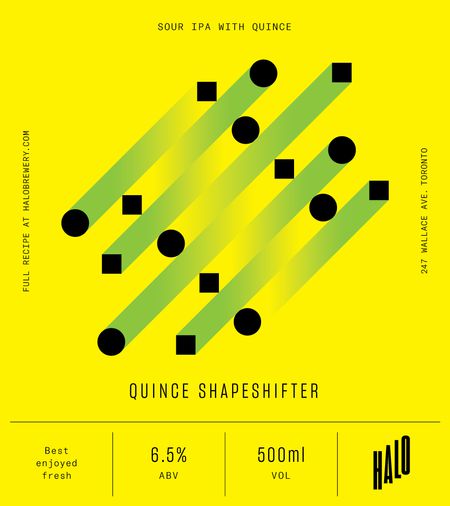 SOUR IPA WITH QUINCE
FULL RECIPE AT HALOBREWERY.COM
247 WALLACE AVE. TORONTO
QUINCE SHAPESHIFTER
Best
enjoyed
fresh
6.5%
ABV
500ml
VOL
HALO